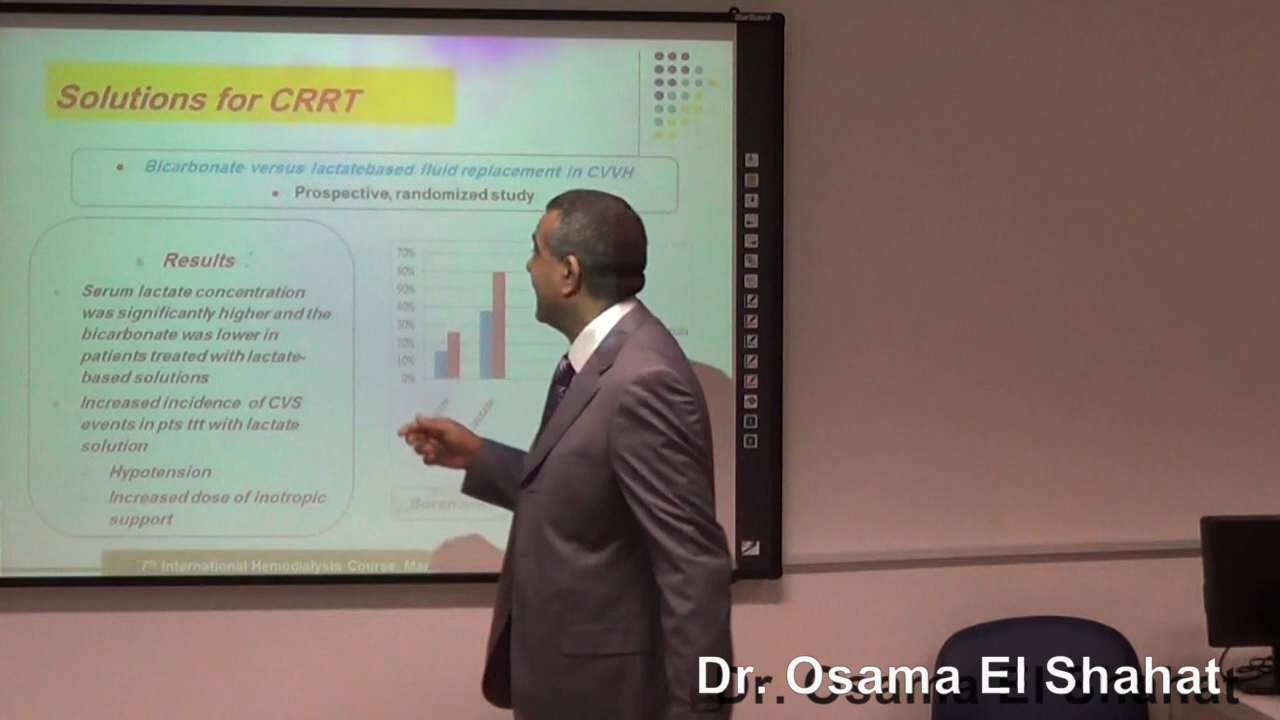 Solutions for CRRT
Bicarbonate versus lactatebased fluid replacement in CVVH
Prospective, randomized study
Results
Serum lactate concentration
was significantly higher and the
bicarbonate was lower in
patients treated with lactate-
based solutions
Increased incidence of CVS
events in pts ttt with lactate
solution
Hypotension
Increased dose of inotropic
support
70%
60%
50%
40%
30%
20%
10%
0%
7th International Hemodialysis Course,
Dr. Osama El Shahat